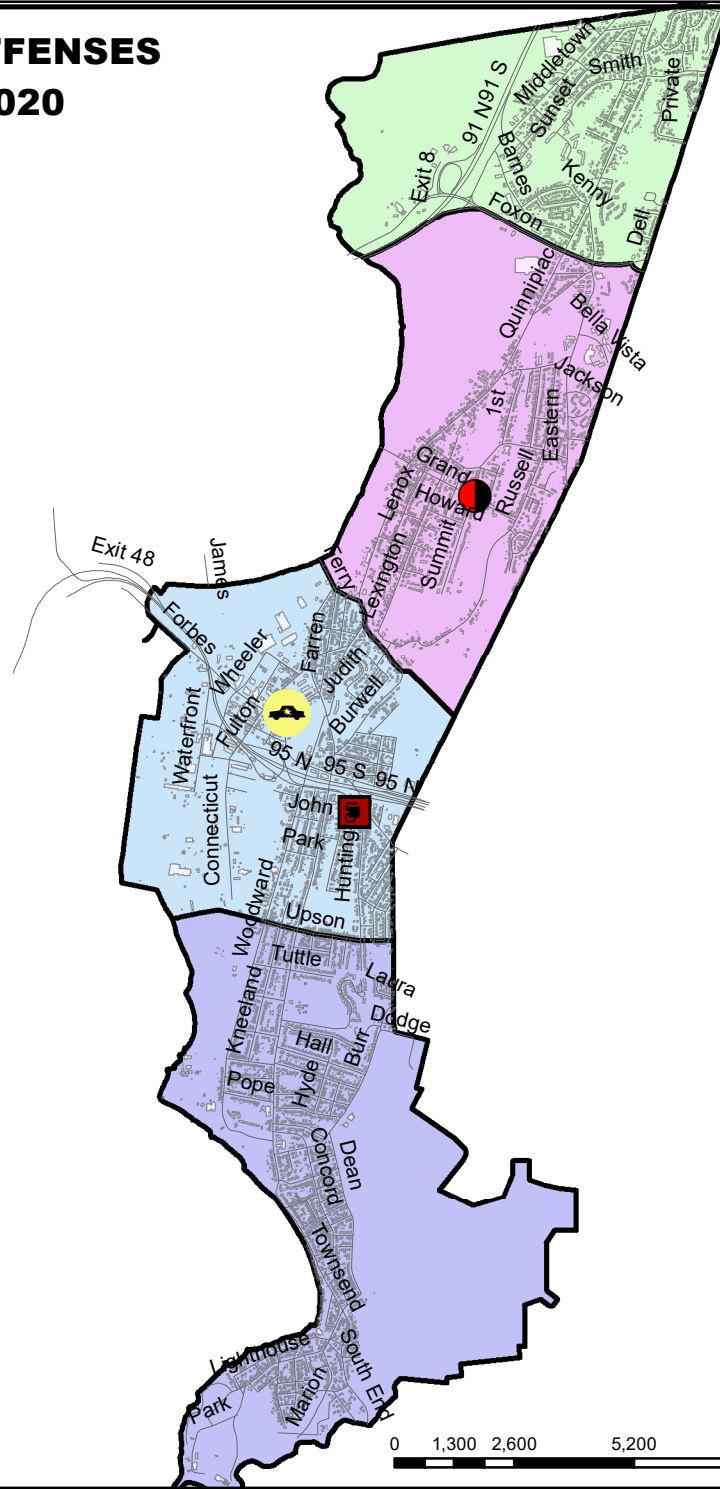 FFENSES
020
Middletown
Smith
Private
91 N
91 S
Sunset
Exit 8
Barnes
Kenny
Foxon
Dell
Quinnipiac
Bella Vista
Jackson
1st
Eastern
Grand
Lenox
Howard
Russell
Summit
Exit 48
James
Ferry
Lexington
Forbes
Farren
Wheeler
Judith
Burwell
Fulton
Waterfront
95 N
95 S
95 N
Connecticut
John
Park
Huntington
Woodward
Upson
Tuttle
Laura
Kneeland
Dodge
Hall
Burr
Pope
Hyde
Concord
Dean
Townsend
Lighthouse
South End
Marion
Park
0 1,300 2,600 5,200